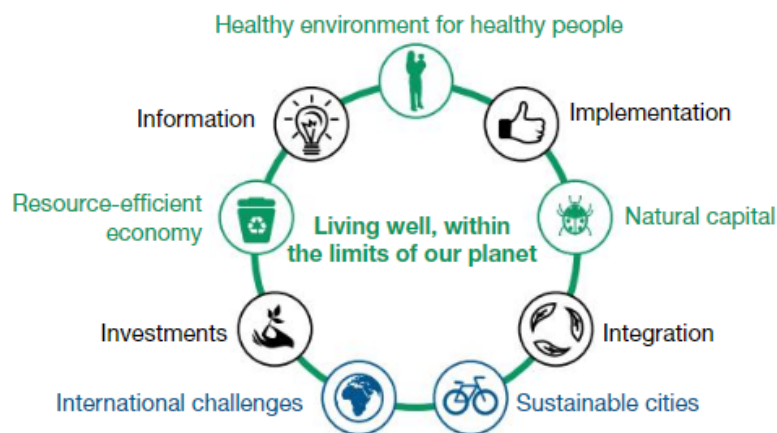 Healthy environment for healthy people
Information
Implementation
Resource-efficient
economy
Living well, within
the limits of our planet
Natural capital
Investments
Integration
International challenges
Sustainable cities